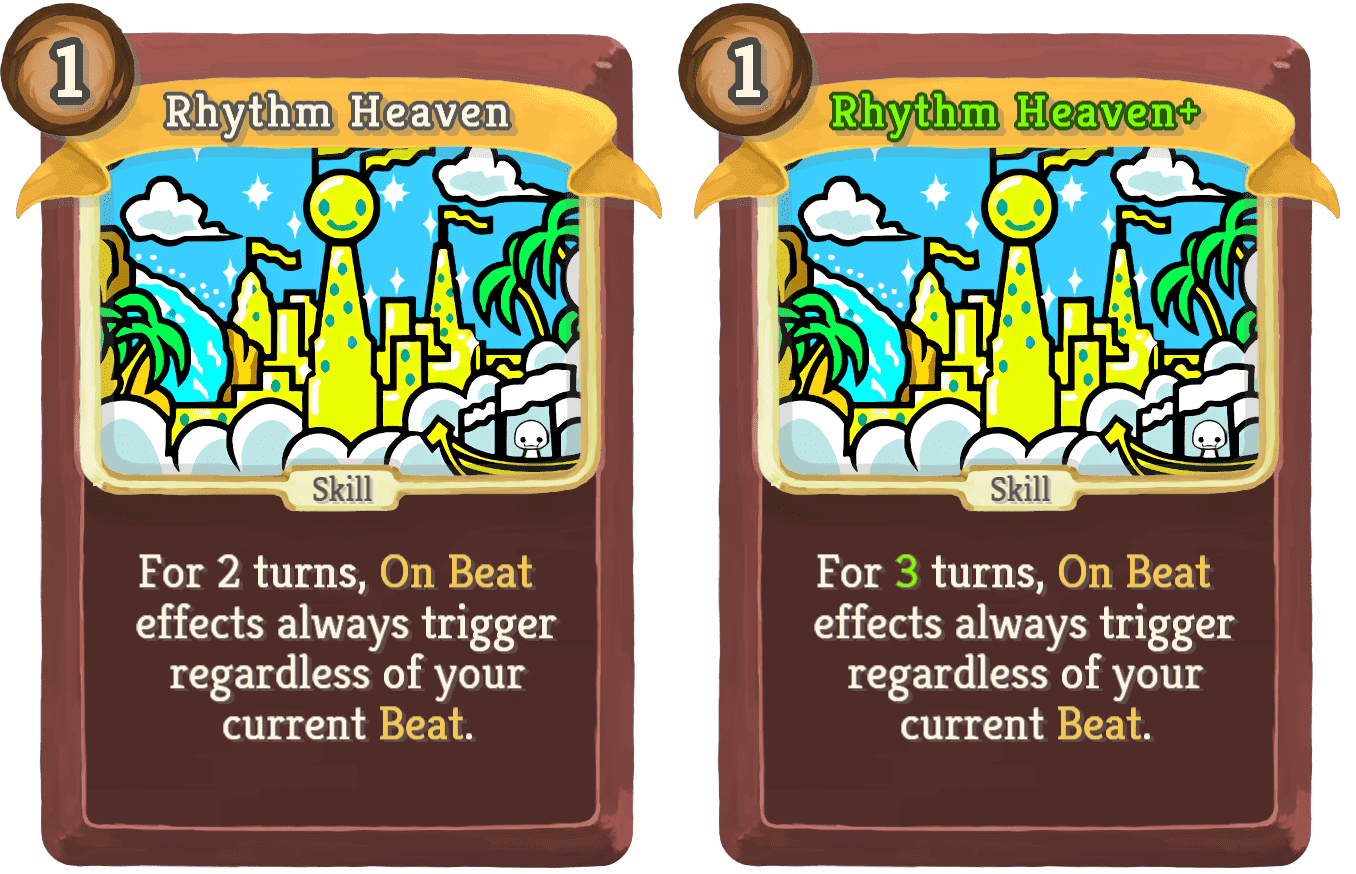 1
Rhythm Heaven
Skill
For 2 turns, On Beat
effects always trigger
regardless of your
current Beat.
1
Rhythm Heaven+
Skill
For 3 turns, On Beat
effects always trigger
regardless of your
current Beat.